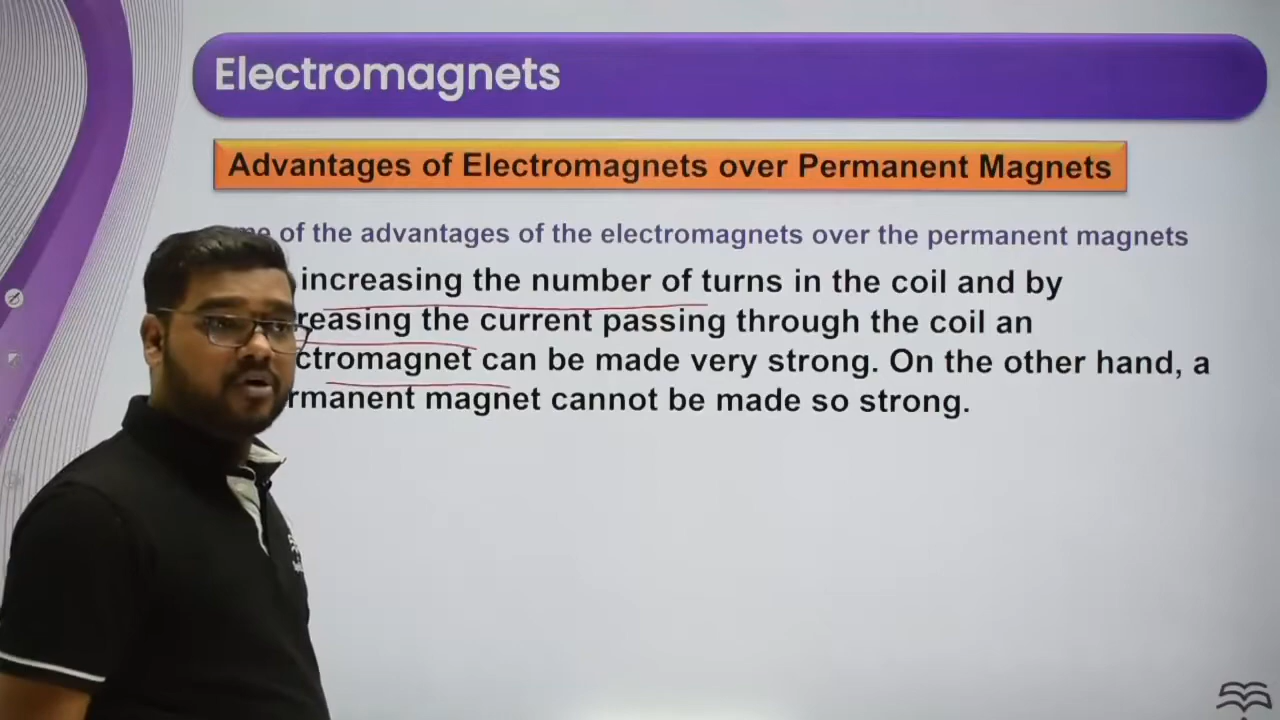 Electromagnets
Advantages of Electromagnets over Permanent Magnets
of the advantages of the electromagnets over the permanent magnets
increasing the number of turns in the coil and by
the current passing through the coil an
can be made very strong. On the other hand, a
magnet cannot be made so strong.